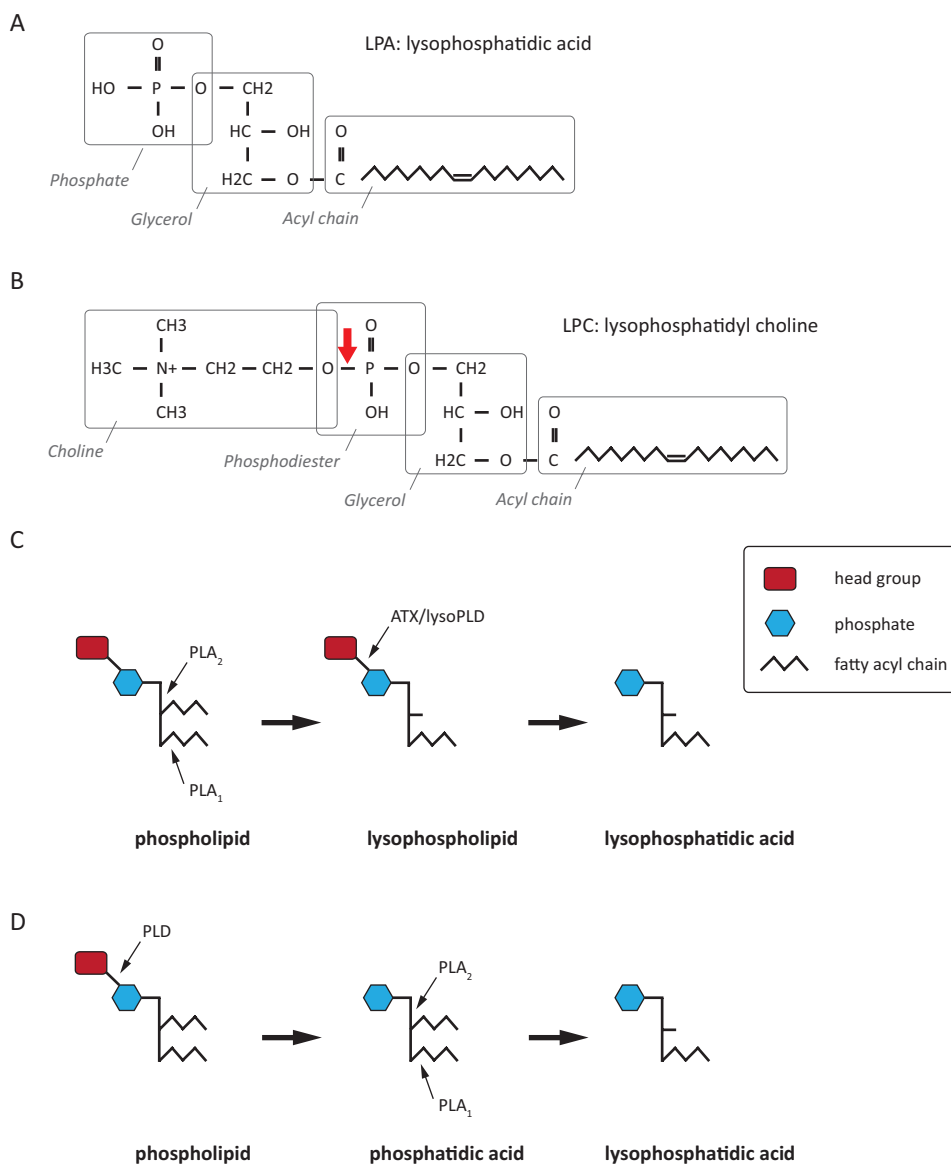 A
LPA: lysophosphatidic acid
O
HO P O CH2
OH HC OH O
H2C O C
Phosphate
Glycerol
Acyl chain
B
LPC: lysophosphatidyl choline
CH3 O
H3C N+ CH2 CH2 O P O CH2
CH3 OH HC OH O
H2C O C
Choline
Phosphodiester
Glycerol
Acyl chain
C
head group
phosphate
fatty acyl chain
ATX/lysoPLD
PLA2
PLA1
phospholipid lysophospholipid lysophosphatidic acid
D
PLD
PLA2
PLA1
phospholipid phosphatidic acid lysophosphatidic acid